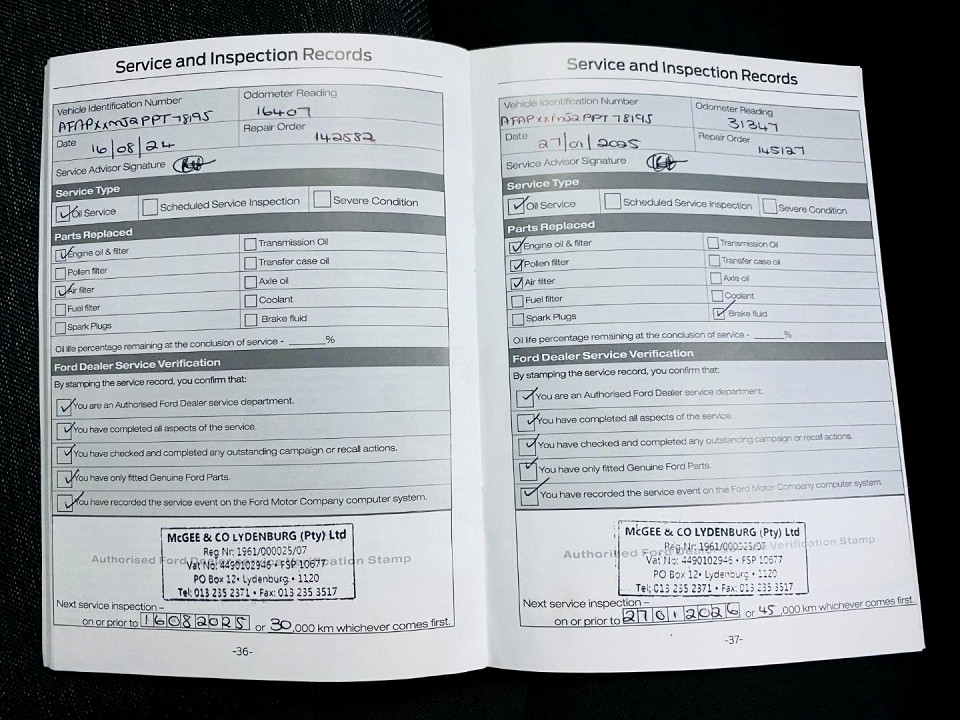 Service and Inspection Records
Vehicle Identification Number
AFAPXXMJ2PPT78195
Odometer Reading
16407
Date 16/08/24
Repair Order
142582
Service Advisor Signature
Service Type
Oil Service Scheduled Service Inspection Severe Condition
Parts Replaced
Engine oil & filter Transmission Oil
Pollen filter Transfer case oil
Air filter Axle oil
Fuel filter Coolant
Spark Plugs Brake fluid
Oil life percentage remaining at the conclusion of service - ______%
Ford Dealer Service Verification
By stamping the service record, you confirm that:
You are an Authorised Ford Dealer service department.
You have completed all aspects of the service.
You have checked and completed any outstanding campaign or recall actions.
You have only fitted Genuine Ford Parts.
You have recorded the service event on the Ford Motor Company computer system.
McGEE & CO LYDENBURG (Pty) Ltd
Reg Nr: 1961/000025/07
Authorised Ford Dealer Verification Stamp
Vat No: 4490102946 • FSP 10677
PO Box 12• Lydenburg • 1120
Tel: 013 235 2371 • Fax: 013 235 3517
Next service inspection –
on or prior to 16082025 or 30,000 km whichever comes first.
-36-
Service and Inspection Records
Vehicle Identification Number
AFAPXXMJ2PPT78195
Odometer Reading
31347
Date 27/01/2025
Repair Order
145127
Service Advisor Signature
Service Type
Oil Service Scheduled Service Inspection Severe Condition
Parts Replaced
Engine oil & filter Transmission Oil
Pollen filter Transfer case oil
Air filter Axle oil
Fuel filter Coolant
Spark Plugs Brake fluid
Oil life percentage remaining at the conclusion of service - ______%
Ford Dealer Service Verification
By stamping the service record, you confirm that:
You are an Authorised Ford Dealer service department.
You have completed all aspects of the service.
You have checked and completed any outstanding campaign or recall actions.
You have only fitted Genuine Ford Parts.
You have recorded the service event on the Ford Motor Company computer system.
McGEE & CO LYDENBURG (Pty) Ltd
Reg Nr: 1961/000025/07
Authorised Ford Dealer Verification Stamp
Vat No: 4490102946 • FSP 10677
PO Box 12• Lydenburg • 1120
Tel: 013 235 2371 • Fax: 013 235 3517
Next service inspection –
on or prior to 27012026 or 45,000 km whichever comes first.
-37-